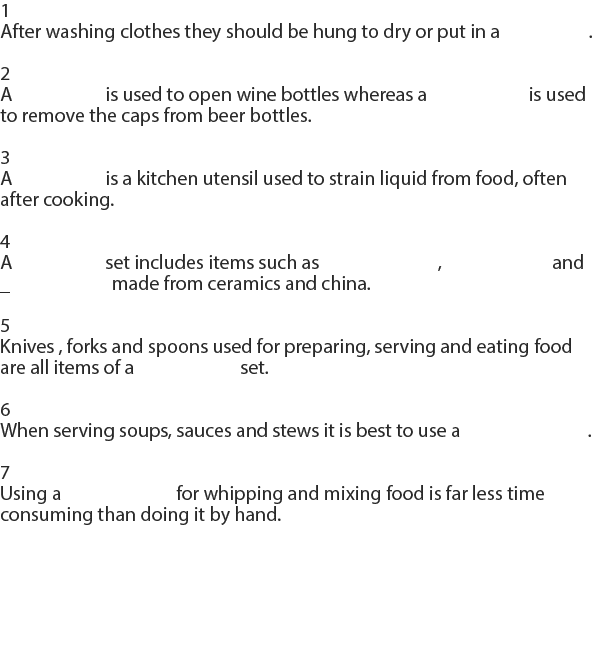 1
After washing clothes they should be hung to dry or put in a .
2
A is used to open wine bottles whereas a is used
to remove the caps from beer bottles.
3
A is a kitchen utensil used to strain liquid from food, often
after cooking.
4
A set includes items such as , and
_ made from ceramics and china.
5
Knives , forks and spoons used for preparing, serving and eating food
are all items of a set.
6
When serving soups, sauces and stews it is best to use a .
7
Using a for whipping and mixing food is far less time
consuming than doing it by hand.